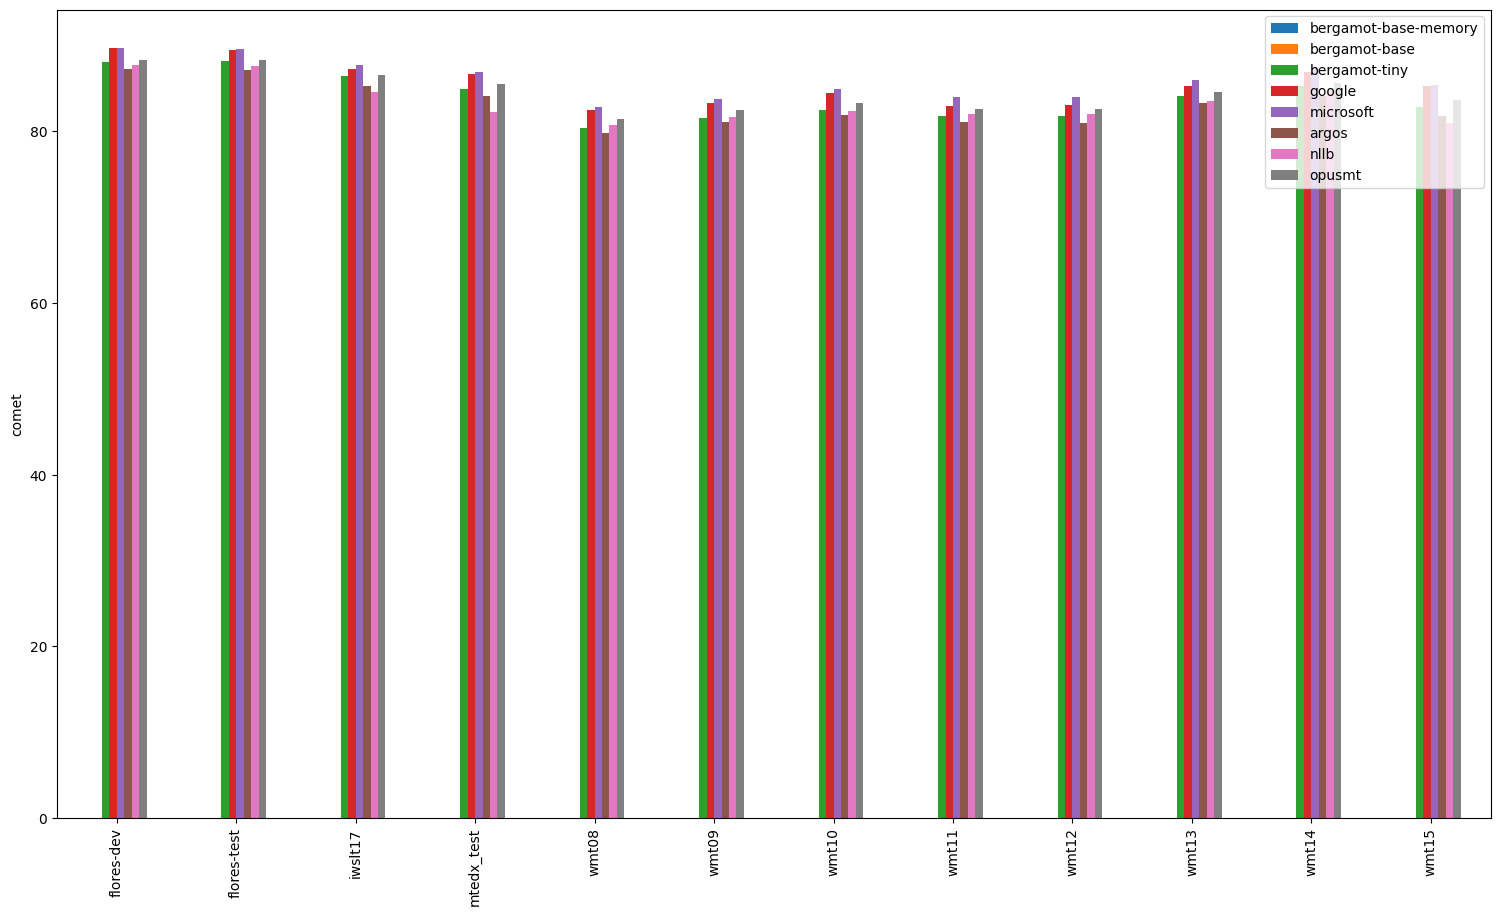 bergamot-base-memory
bergamot-base
bergamot-tiny
google
microsoft
argos
nllb
opusmt
comet
80
60
40
20
0
flores-dev
flores-test
iwslt17
mtedx_test
wmt08
wmt09
wmt10
wmt11
wmt12
wmt13
wmt14
wmt15